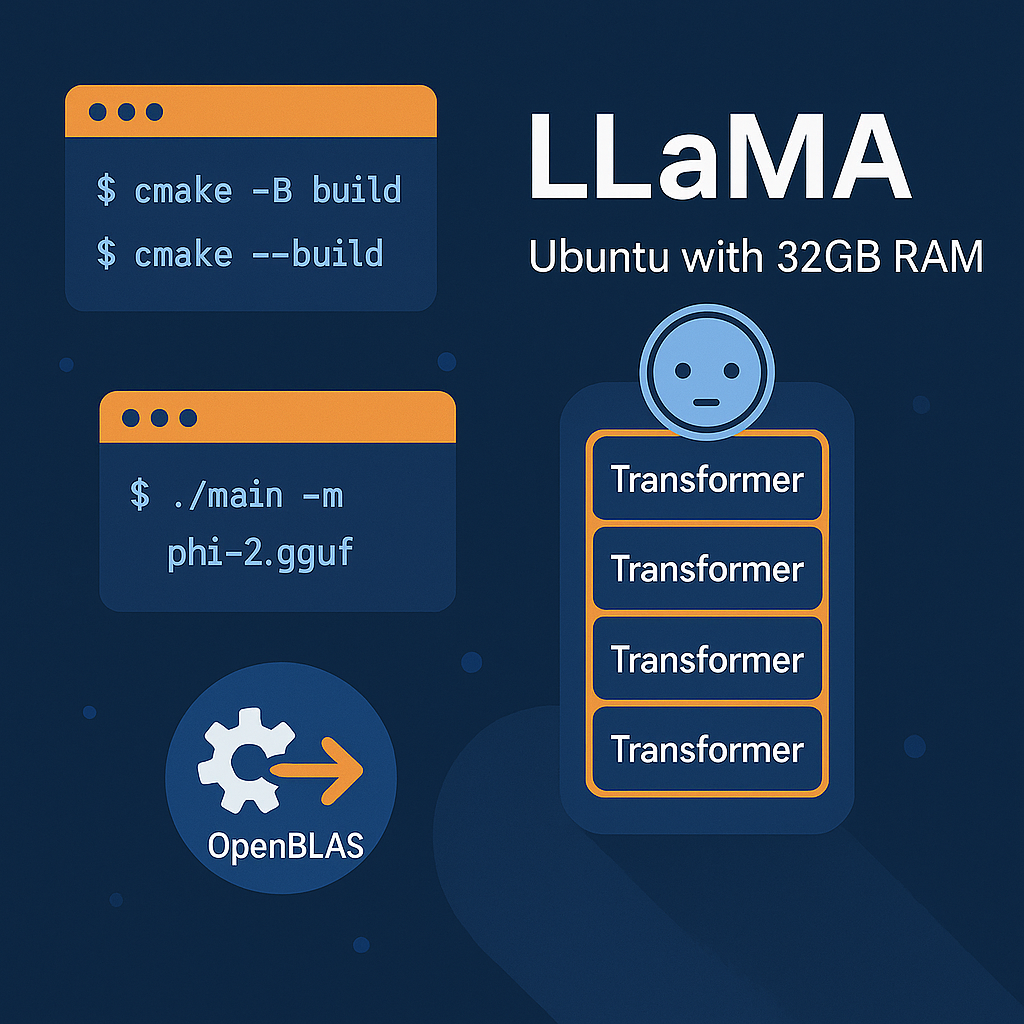 $ cmake -B build
$ cmake --build
LLaMA
Ubuntu with 32GB RAM
$ ./main -m
phi-2.gguf
Transformer
Transformer
Transformer
Transformer
OpenBLAS